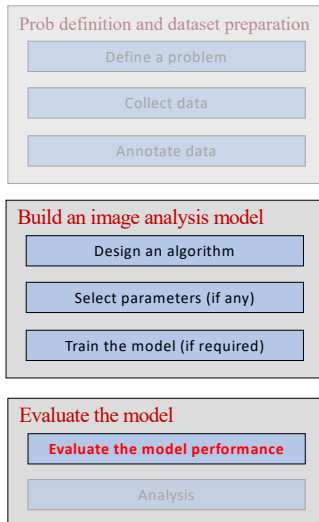 Prob definition and dataset preparation
Define a problem
Collect data
Annotate data
Build an image analysis model
Design an algorithm
Select parameters (if any)
Train the model (if required)
Evaluate the model
Evaluate the model performance
Analysis